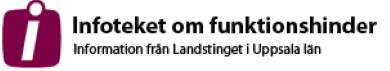 Infoteket om funktionshinder
Information från Landstinget i Uppsala län